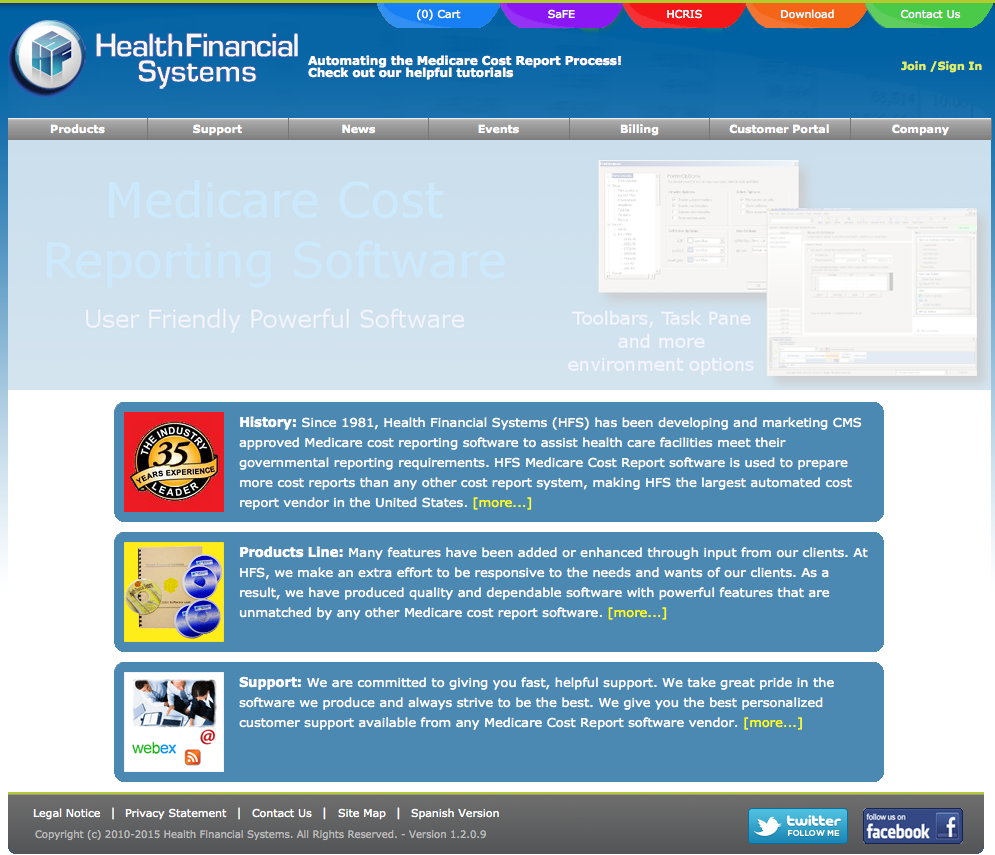 (0) Cart
SaFE
HCRIS
Download
Contact Us
HealthFinancial
Systems
Automating the Medicare Cost Report Process!
Check out our helpful tutorials
Join /Sign In
Products
Support
News
Events
Billing
Customer Portal
Company
Medicare Cost
Reporting Software
User Friendly Powerful Software
Toolbars, Task Pane
and more
environment options
THE INDUSTRY
35
YEARS EXPERIENCE
LEADER
History: Since 1981, Health Financial Systems (HFS) has been developing and marketing CMS
approved Medicare cost reporting software to assist health care facilities meet their
governmental reporting requirements. HFS Medicare Cost Report software is used to prepare
more cost reports than any other cost report system, making HFS the largest automated cost
report vendor in the United States. [more...]
Products Line: Many features have been added or enhanced through input from our clients. At
HFS, we make an extra effort to be responsive to the needs and wants of our clients. As a
result, we have produced quality and dependable software with powerful features that are
unmatched by any other Medicare cost report software. [more...]
Support: We are committed to giving you fast, helpful support. We take great pride in the
software we produce and always strive to be the best. We give you the best personalized
customer support available from any Medicare Cost Report software vendor. [more...]
@
webex
Legal Notice | Privacy Statement | Contact Us | Site Map | Spanish Version
Copyright (c) 2010-2015 Health Financial Systems. All Rights Reserved. - Version 1.2.0.9
twitter
FOLLOW ME
follow us on
facebook
f